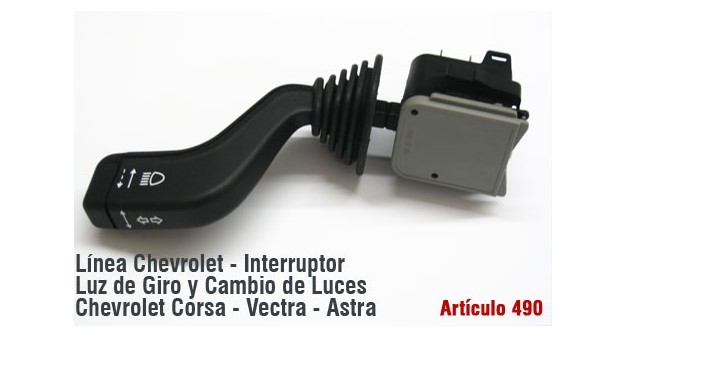 Línea Chevrolet - Interruptor
Luz de Giro y Cambio de Luces
Chevrolet Corsa - Vectra - Astra
Artículo 490